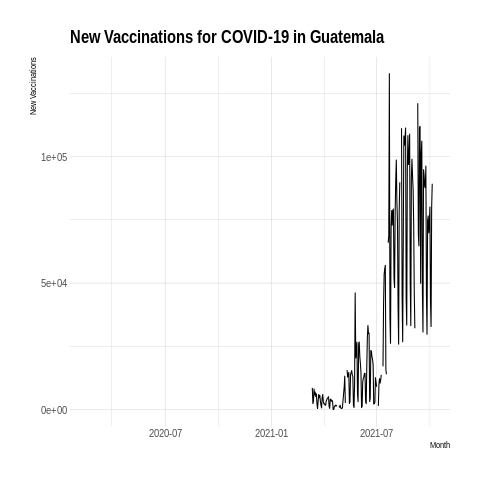 New Vaccinations for COVID-19 in Guatemala
New Vaccinations
1e+05
5e+04
0e+00
2020-07
2021-01
2021-07
Month